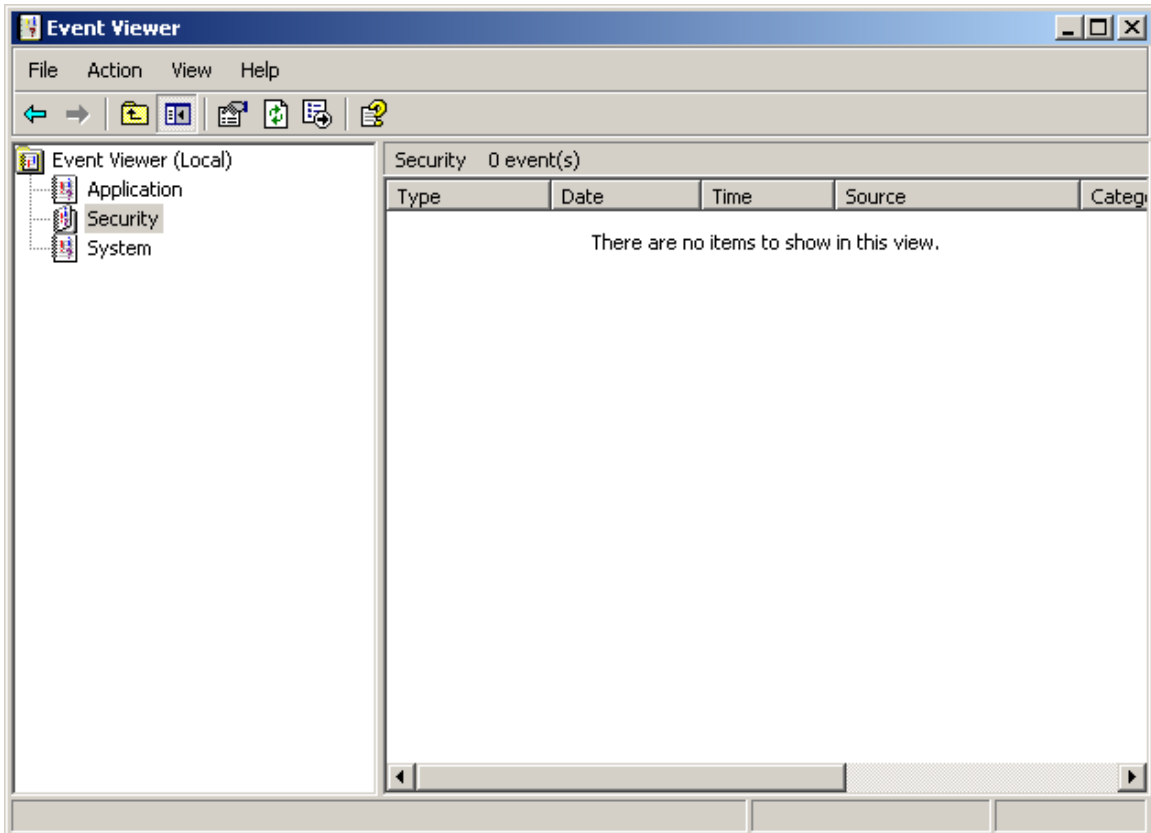 Event Viewer
File Action View Help
Event Viewer (Local)
Application
Security
System
Security 0 event(s)
Type Date Time Source Catego
There are no items to show in this view.